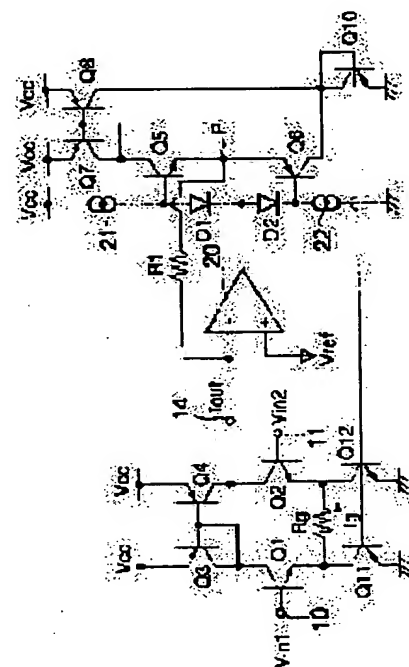 Vcc
Vcc
Vcc
Vcc
Vcc
Q3
Q4
Q7
Q8
14
Iout
21
R1
Q5
Vin1
10
Q1
Q2
Vin2
11
D1
20
P
Rg
Ig
-
+
D2
Q6
Q11
Q12
Vref
22
Q10